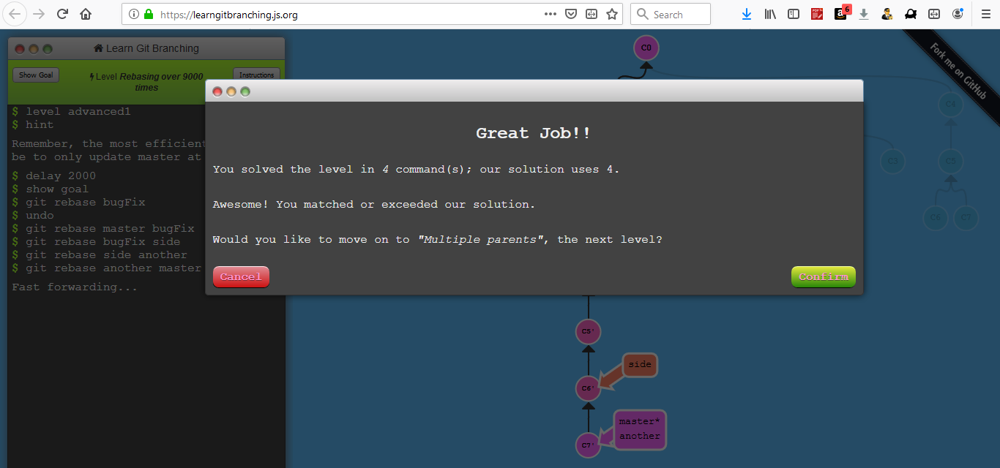 https://learngitbranching.js.org
Search
6
Learn Git Branching
Show Goal
Level Rebasing over 9000
times
Instructions
$ level advanced1
$ hint
Remember, the most efficient
be to only update master at
$ delay 2000
$ show goal
$ git rebase bugFix
$ undo
$ git rebase master bugFix
$ git rebase bugFix side
$ git rebase side another
$ git rebase another master
Fast forwarding...
Great Job!!
You solved the level in 4 command(s); our solution uses 4.
Awesome! You matched or exceeded our solution.
Would you like to move on to "Multiple parents", the next level?
Cancel
Confirm
C0
Fork me on GitHub
C4
C3
C5
C6
C7
C5'
side
C6'
master*
another
C7'